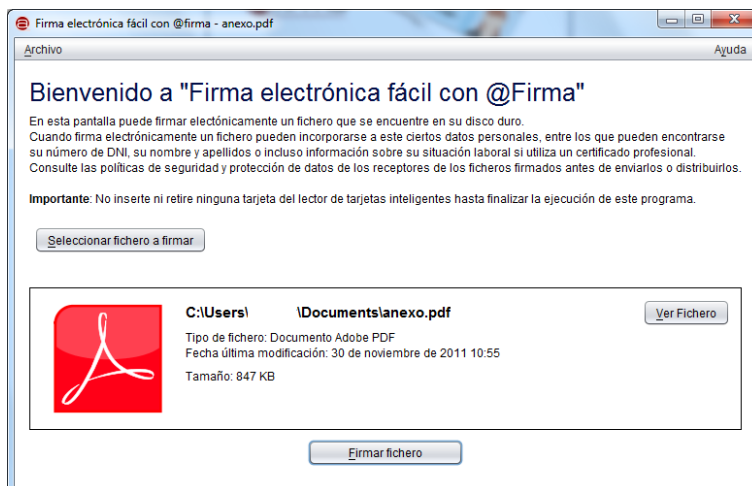 Firma electrónica fácil con @firma - anexo.pdf
Archivo Ayuda
Bienvenido a "Firma electrónica fácil con @Firma"
En esta pantalla puede firmar electónicamente un fichero que se encuentre en su disco duro.
Cuando firma electrónicamente un fichero pueden incorporarse a este ciertos datos personales, entre los que pueden encontrarse
su número de DNI, su nombre y apellidos o incluso información sobre su situación laboral si utiliza un certificado profesional.
Consulte las políticas de seguridad y protección de datos de los receptores de los ficheros firmados antes de enviarlos o distribuirlos.
Importante: No inserte ni retire ninguna tarjeta del lector de tarjetas inteligentes hasta finalizar la ejecución de este programa.
Seleccionar fichero a firmar
C:\Users\ \Documents\anexo.pdf
Ver Fichero
Tipo de fichero: Documento Adobe PDF
Fecha última modificación: 30 de noviembre de 2011 10:55
Tamaño: 847 KB
Firmar fichero